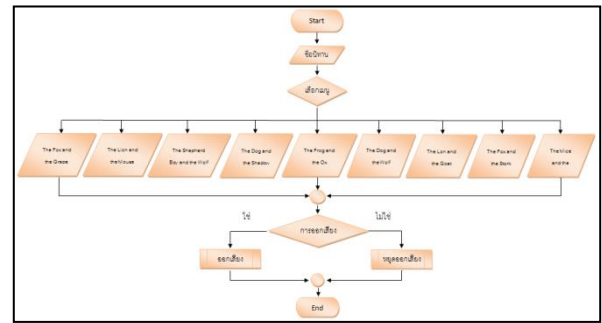 Start
ชื่อนิทาน
เลือกเมนู
The Fox and
the Grape
The Lion and
the Mouse
The Shepherd
Boy and the Wolf
The Dog and
the Shadow
The Frog and
the Ox
The Dog and
the Wolf
The Lion and
the Goat
The Fox and
the Stork
The Mice
and the
ใช่
ไม่ใช่
การออกเสียง
ออกเสียง
หยุดออกเสียง
End